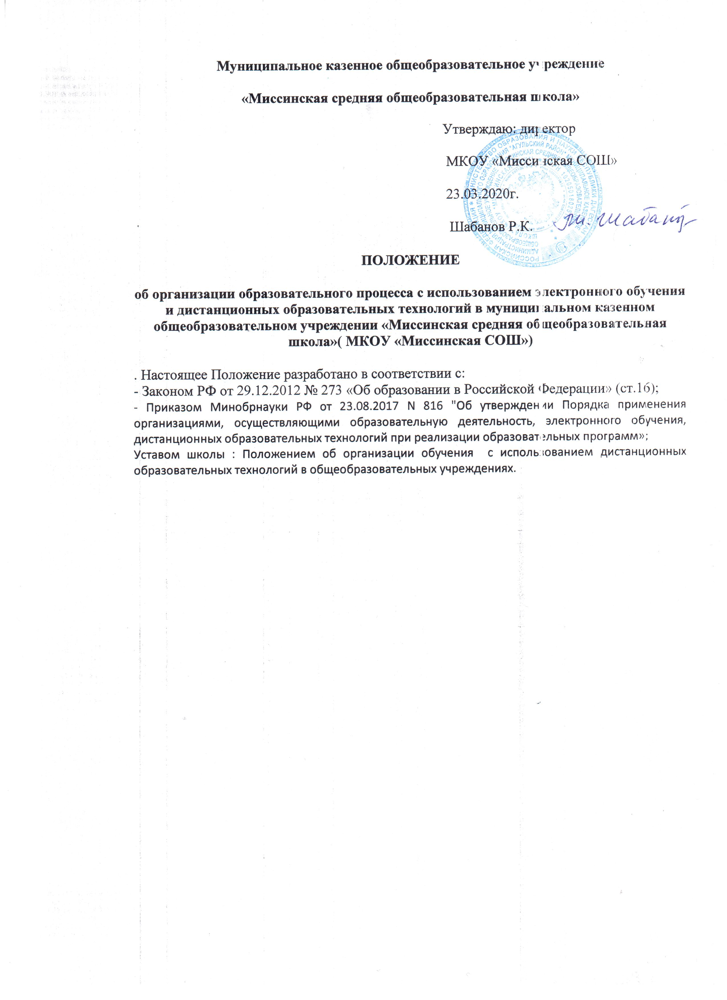 Муниципальное казенное общеобразовательное учреждение
«Миссинская средняя общеобразовательная школа»
Утверждаю: директор
МКОУ «Миссинская СОШ»
23.03.2020г.
Шабанов Р.К.
ПОЛОЖЕНИЕ
об организации образовательного процесса с использованием электронного обучения
и дистанционных образовательных технологий в муниципальном казенном
общеобразовательном учреждении «Миссинская средняя общеобразовательная
школа»( МКОУ «Миссинская СОШ»)
. Настоящее Положение разработано в соответствии с:
- Законом РФ от 29.12.2012 № 273 «Об образовании в Российской Федерации» (ст.16);
- Приказом Минобрнауки РФ от 23.08.2017 N 816 "Об утверждении Порядка применения
организациями, осуществляющими образовательную деятельность, электронного обучения,
дистанционных образовательных технологий при реализации образовательных программ»;
Уставом школы : Положением об организации обучения с использованием дистанционных
образовательных технологий в общеобразовательных учреждениях.